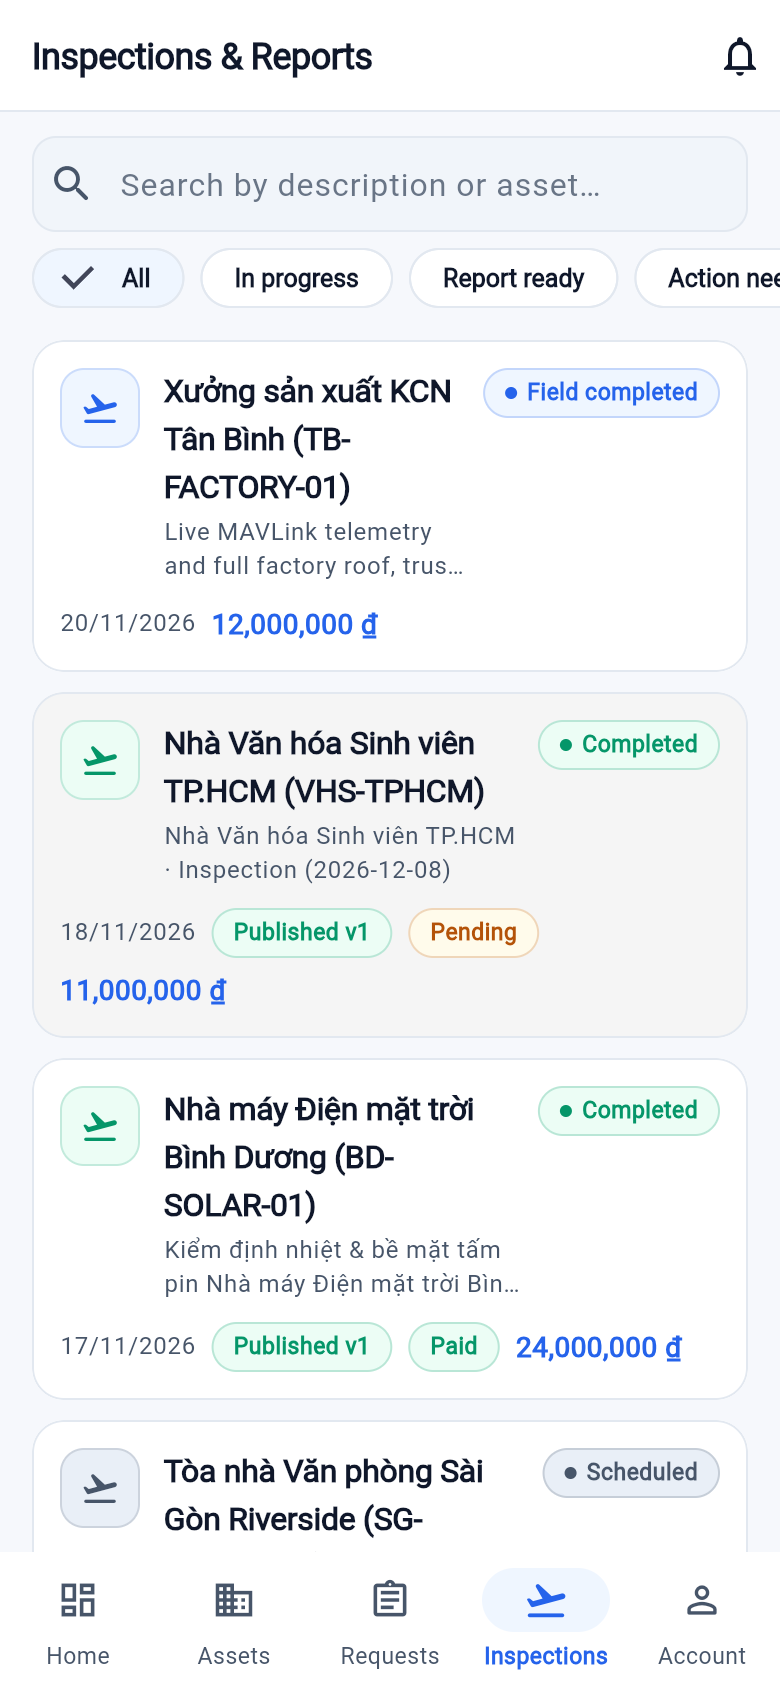 Inspections & Reports
Search by description or asset...
All
In progress
Report ready
Action nee
Xưởng sản xuất KCN
Tân Bình (TB-
FACTORY-01)
Field completed
Live MAVLink telemetry
and full factory roof, trus...
20/11/2026
12,000,000 ₫
Nhà Văn hóa Sinh viên
TP.HCM (VHS-TPHCM)
Completed
Nhà Văn hóa Sinh viên TP.HCM
· Inspection (2026-12-08)
18/11/2026
Published v1
Pending
11,000,000 ₫
Nhà máy Điện mặt trời
Bình Dương (BD-
SOLAR-01)
Completed
Kiểm định nhiệt & bề mặt tấm
pin Nhà máy Điện mặt trời Bìn...
17/11/2026
Published v1
Paid
24,000,000 ₫
Tòa nhà Văn phòng Sài
Gòn Riverside (SG-
Scheduled
Home
Assets
Requests
Inspections
Account